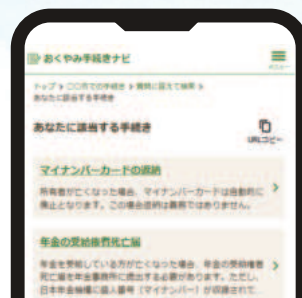 おくやみ手続きナビ
メニュー
トップ > 〇〇市での手続き > 質問に答えて検索 >
あなたに該当する手続き
あなたに該当する手続き
URLコピー
マイナンバーカードの返納
所有者が亡くなった場合、マイナンバーカードは自動的に
廃止となります。この場合返納は義務ではありません。
年金の受給権者死亡届
年金を受給している方が亡くなった場合、年金の受給権者
死亡届を年金事務所に提出する必要があります。ただし、
日本年金機構に個人番号（マイナンバー）が収録されて